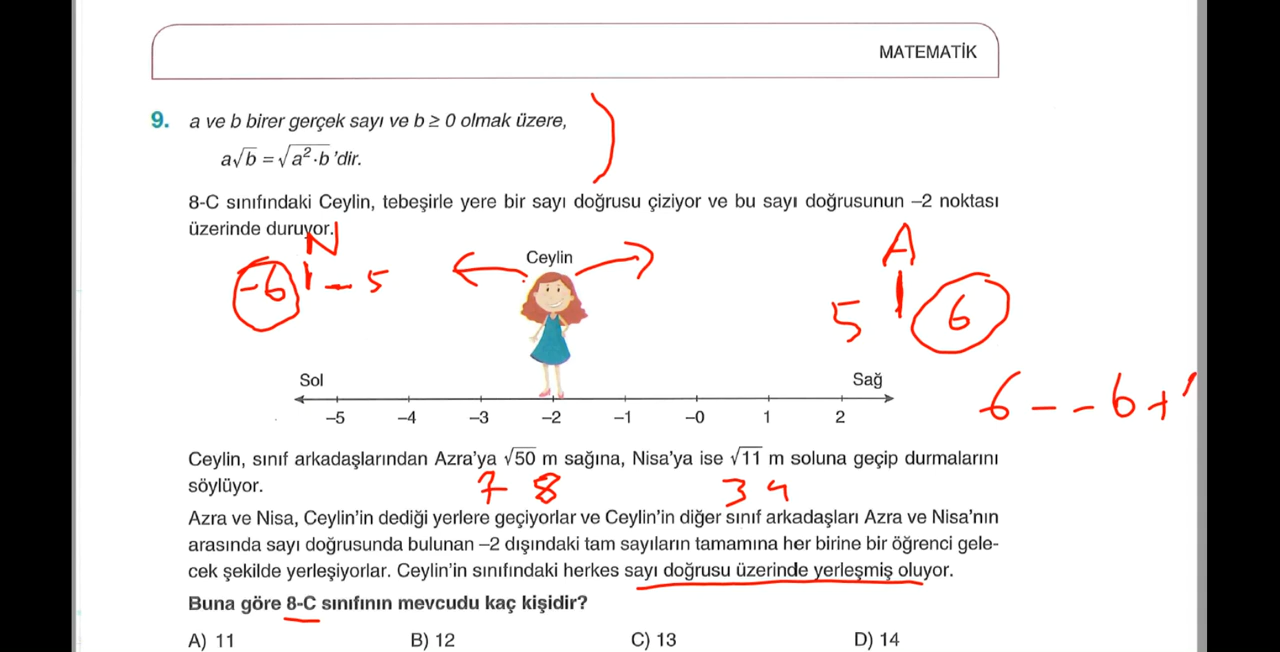 MATEMATİK
9. a ve b birer gerçek sayı ve b ≥ 0 olmak üzere,
a√b = √a²·b 'dir.
8-C sınıfındaki Ceylin, tebeşirle yere bir sayı doğrusu çiziyor ve bu sayı doğrusunun –2 noktası
üzerinde duruyor.
N
A
Ceylin
-6 -5
5 6
Sol Sağ
6 - -6 +1
–5 –4 –3 –2 –1 –0 1 2
Ceylin, sınıf arkadaşlarından Azra'ya √50 m sağına, Nisa'ya ise √11 m soluna geçip durmalarını
söylüyor.
7 8 3 4
Azra ve Nisa, Ceylin'in dediği yerlere geçiyorlar ve Ceylin'in diğer sınıf arkadaşları Azra ve Nisa'nın
arasında sayı doğrusunda bulunan –2 dışındaki tam sayıların tamamına her birine bir öğrenci gele-
cek şekilde yerleşiyorlar. Ceylin'in sınıfındaki herkes sayı doğrusu üzerinde yerleşmiş oluyor.
Buna göre 8-C sınıfının mevcudu kaç kişidir?
A) 11 B) 12 C) 13 D) 14